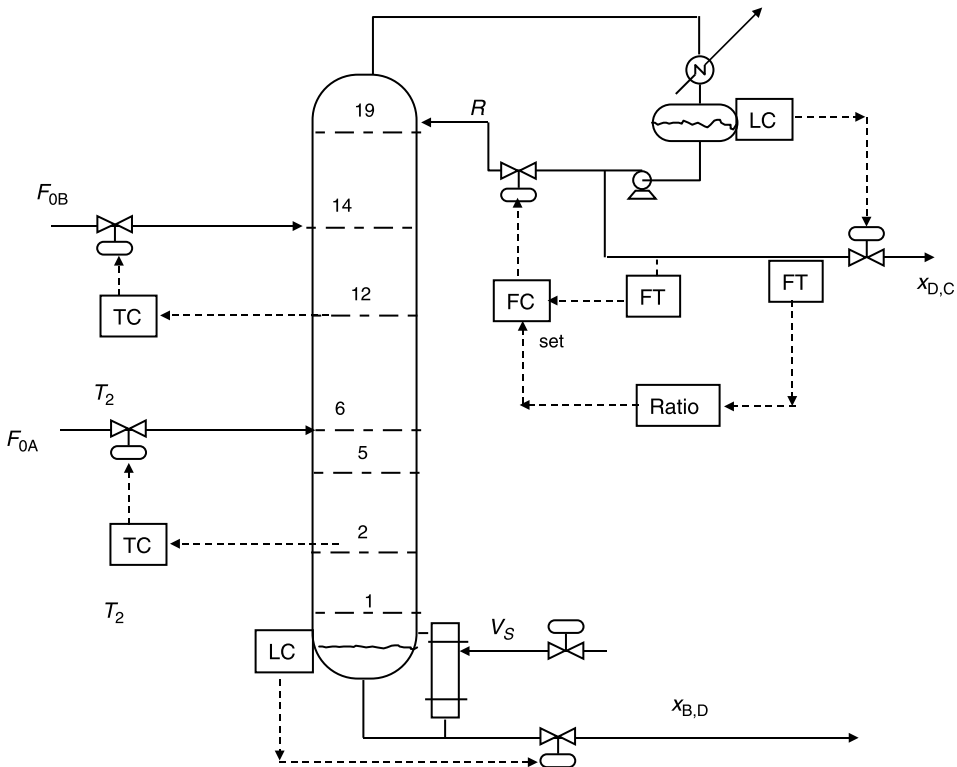 19
R
LC
F0B
14
12
TC
FC
FT
FT
xD,C
set
T2
6
Ratio
F0A
5
2
TC
1
T2
VS
LC
xB,D